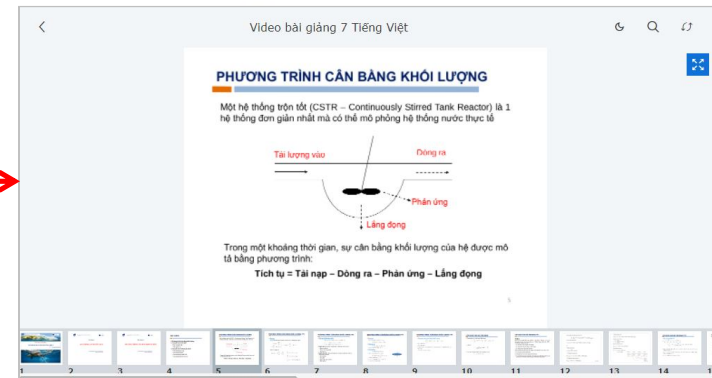 Video bài giảng 7 Tiếng Việt
PHƯƠNG TRÌNH CÂN BẰNG KHỐI LƯỢNG
Một hệ thống trộn tốt (CSTR – Continuously Stirred Tank Reactor) là 1
hệ thống đơn giản nhất mà có thể mô phỏng hệ thống nước thực tế
Tải lượng vào
Dòng ra
Phản ứng
Lắng đọng
Trong một khoảng thời gian, sự cân bằng khối lượng của hệ được mô
tả bằng phương trình:
Tích tụ = Tải nạp – Dòng ra – Phản ứng – Lắng đọng
5
1 2 3 4 5 6 7 8 9 10 11 12 13 14